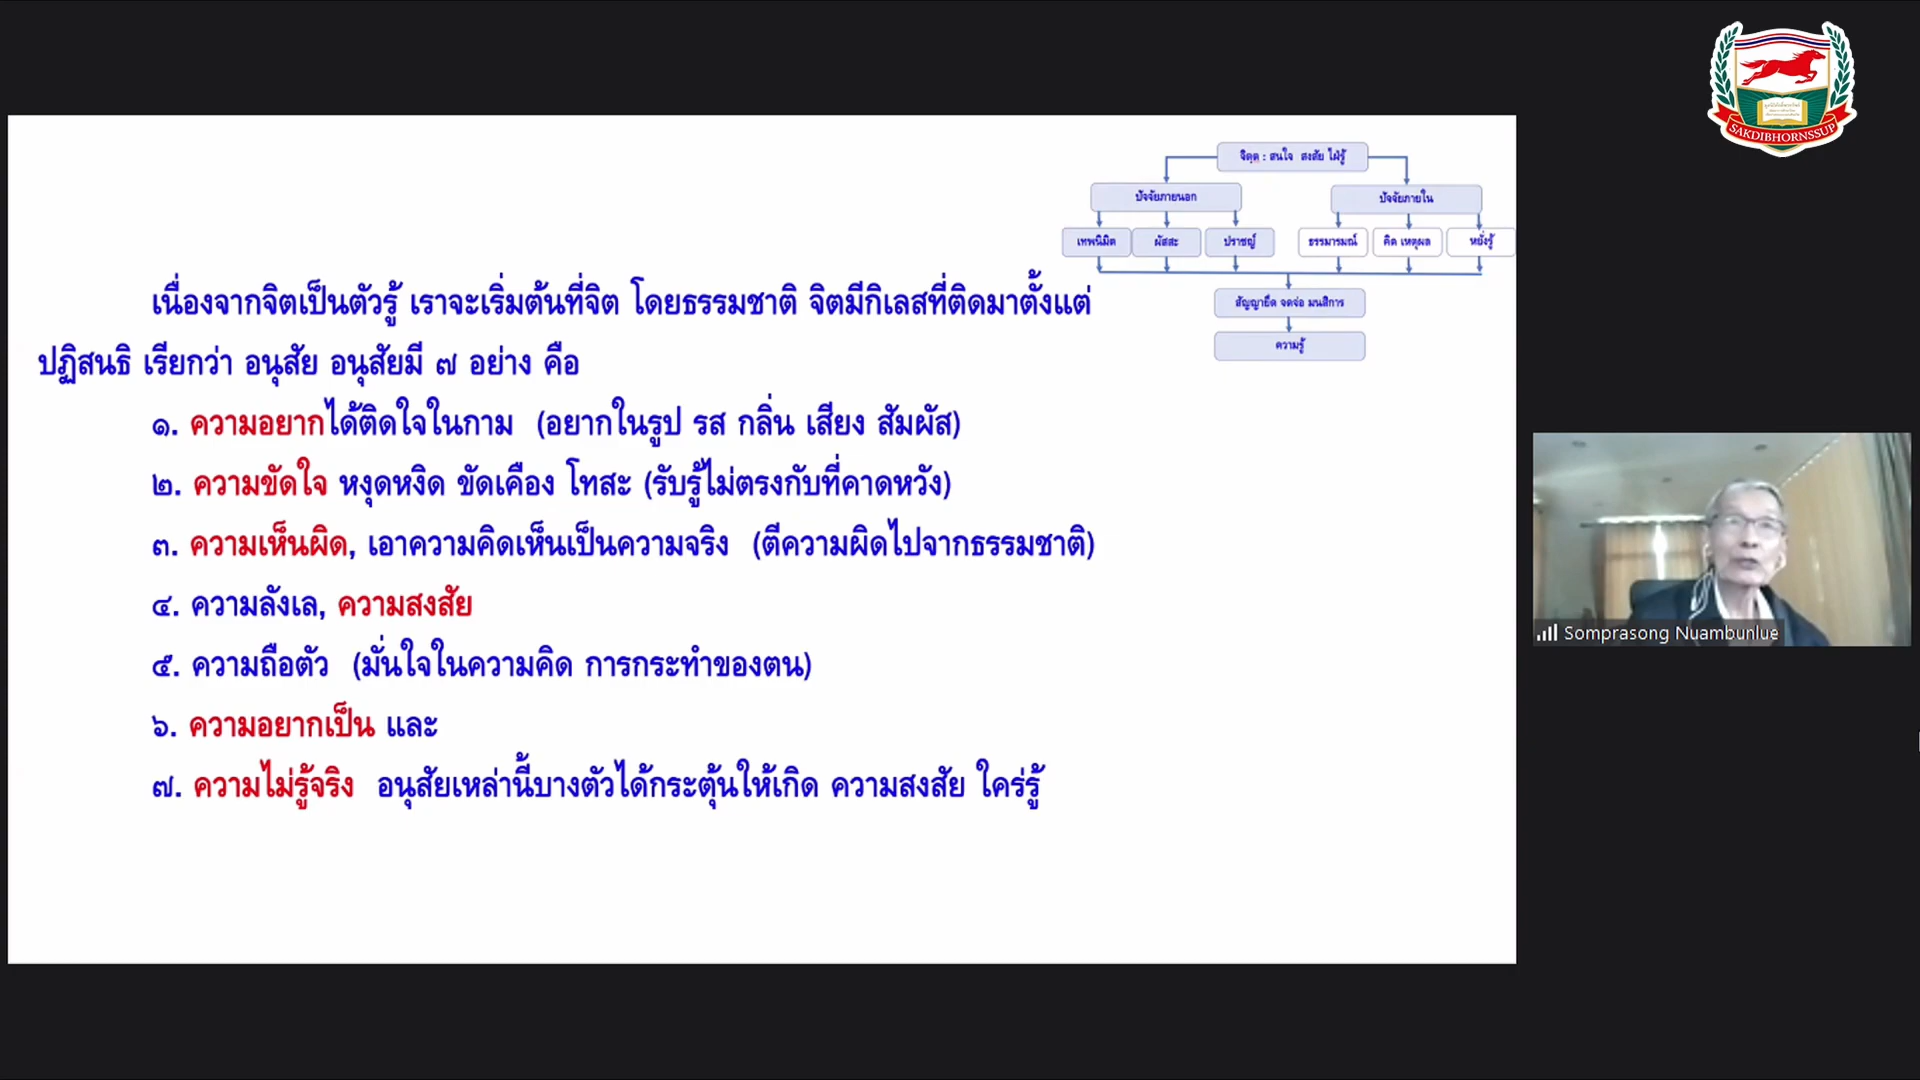 SAKDIBHORNSSUP
จิตฺต : สนใจ สงสัย ใฝ่รู้
ปัจจัยภายนอก
ปัจจัยภายใน
เทพนิมิต
ผัสสะ
ปราชญ์
ธรรมารมณ์
คิด เหตุผล
หยั่งรู้
สัญญายึด จดจ่อ มนสิการ
ความรู้
เนื่องจากจิตเป็นตัวรู้ เราจะเริ่มต้นที่จิต โดยธรรมชาติ จิตมีกิเลสที่ติดมาตั้งแต่
ปฏิสนธิ เรียกว่า อนุสัย อนุสัยมี ๗ อย่าง คือ
๑. ความอยากได้ติดใจในกาม (อยากในรูป รส กลิ่น เสียง สัมผัส)
๒. ความขัดใจ หงุดหงิด ขัดเคือง โทสะ (รับรู้ไม่ตรงกับที่คาดหวัง)
๓. ความเห็นผิด, เอาความคิดเห็นเป็นความจริง (ตีความผิดไปจากธรรมชาติ)
๔. ความลังเล, ความสงสัย
๕. ความถือตัว (มั่นใจในความคิด การกระทำของตน)
๖. ความอยากเป็น และ
๗. ความไม่รู้จริง อนุสัยเหล่านี้บางตัวได้กระตุ้นให้เกิด ความสงสัย ใคร่รู้
Somprasong Nuambunlue